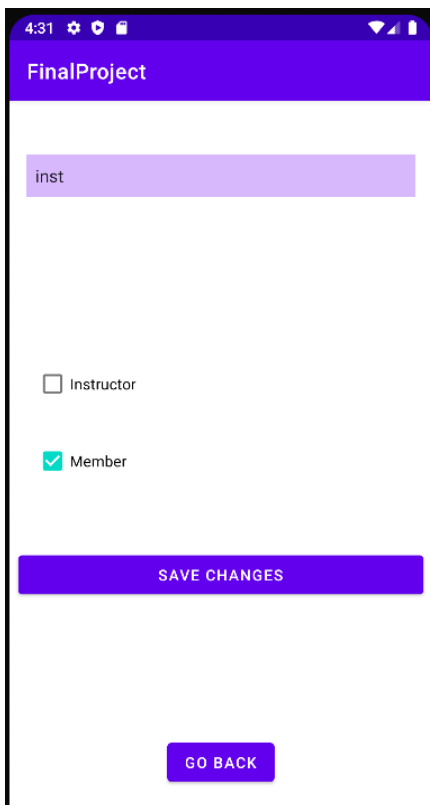 4:31
FinalProject
inst
Instructor
Member
SAVE CHANGES
GO BACK